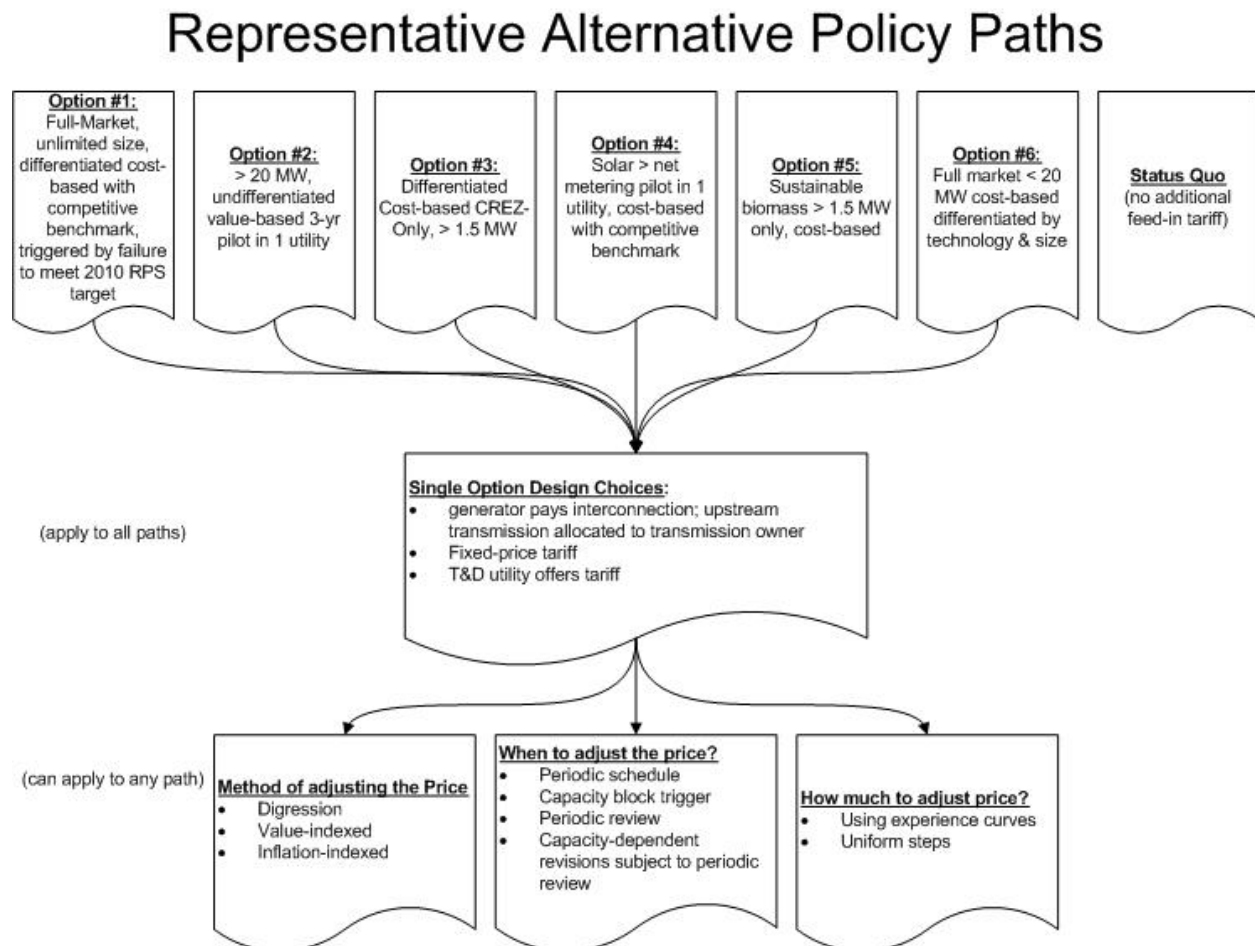 Representative Alternative Policy Paths
Option #1:
Full-Market,
unlimited size,
differentiated cost-
based with
competitive
benchmark,
triggered by failure
to meet 2010 RPS
target
Option #2:
> 20 MW,
undifferentiated
value-based 3-yr
pilot in 1 utility
Option #3:
Differentiated
Cost-based CREZ-
Only, > 1.5 MW
Option #4:
Solar > net
metering pilot in 1
utility, cost-based
with competitive
benchmark
Option #5:
Sustainable
biomass > 1.5 MW
only, cost-based
Option #6:
Full market < 20
MW cost-based
differentiated by
technology & size
Status Quo
(no additional
feed-in tariff)
(apply to all paths)
Single Option Design Choices:
• generator pays interconnection; upstream
transmission allocated to transmission owner
• Fixed-price tariff
• T&D utility offers tariff
(can apply to any path)
Method of adjusting the Price
• Digression
• Value-indexed
• Inflation-indexed
When to adjust the price?
• Periodic schedule
• Capacity block trigger
• Periodic review
• Capacity-dependent
revisions subject to periodic
review
How much to adjust price?
• Using experience curves
• Uniform steps